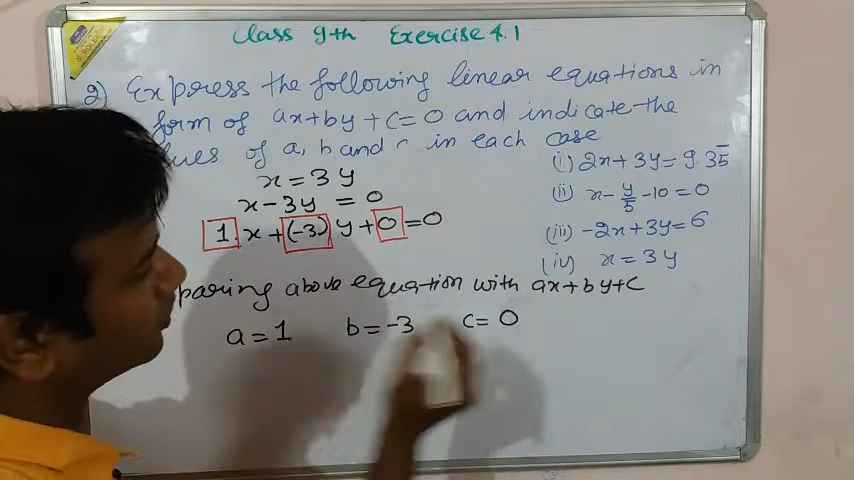 Class 9th Exercise 4.1
2) Express the following linear equations in
form of ax+by+c=0 and indicate the
of a, b and c in each case
(i) 2x+3y=9.35̅
(ii) x-y/5-10=0
(iii) -2x+3y=6
(iv) x=3y
x=3y
x-3y=0
1.x+(-3)y+0=0
above equation with ax+by+c
a=1 b=-3 c=0